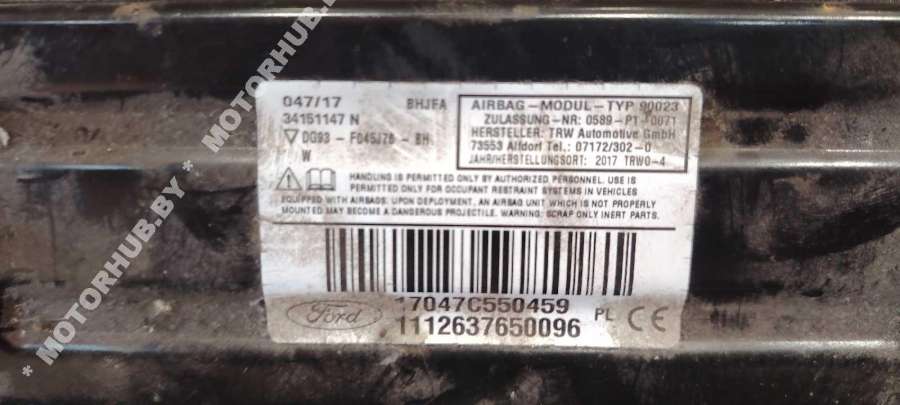 047/17 BHJFA
34151147 N
DG93 - F045J76 - BH
W
AIRBAG-MODUL-TYP 90023
ZULASSUNG-NR: 0589-P1-0071
HERSTELLER: TRW Automotive GmbH
73553 Alfdorf Tel.: 07172/302-0
JAHR/HERSTELLUNGSORT: 2017 TRW0-4
HANDLING IS PERMITTED ONLY BY AUTHORIZED PERSONNEL. USE IS
PERMITTED ONLY FOR OCCUPANT RESTRAINT SYSTEMS IN VEHICLES
EQUIPPED WITH AIRBAGS: UPON DEPLOYMENT, AN AIRBAG UNIT WHICH IS NOT PROPERLY
MOUNTED MAY BECOME A DANGEROUS PROJECTILE. WARNING: SCRAP ONLY INERT PARTS.
17047C550459
Ford
1112637650096
PL CE
* MOTORHUB.BY * MOTORHUB.BY
* MOTORHUB.BY * MOTORHUB